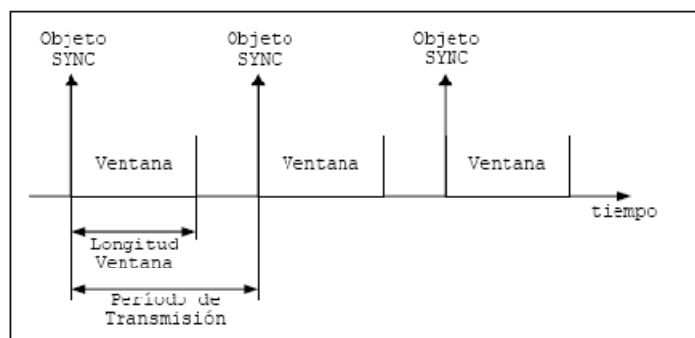 Objeto
SYNC
Objeto
SYNC
Objeto
SYNC
Ventana
Ventana
Ventana
tiempo
Longitud
Ventana
Período de
Transmisión